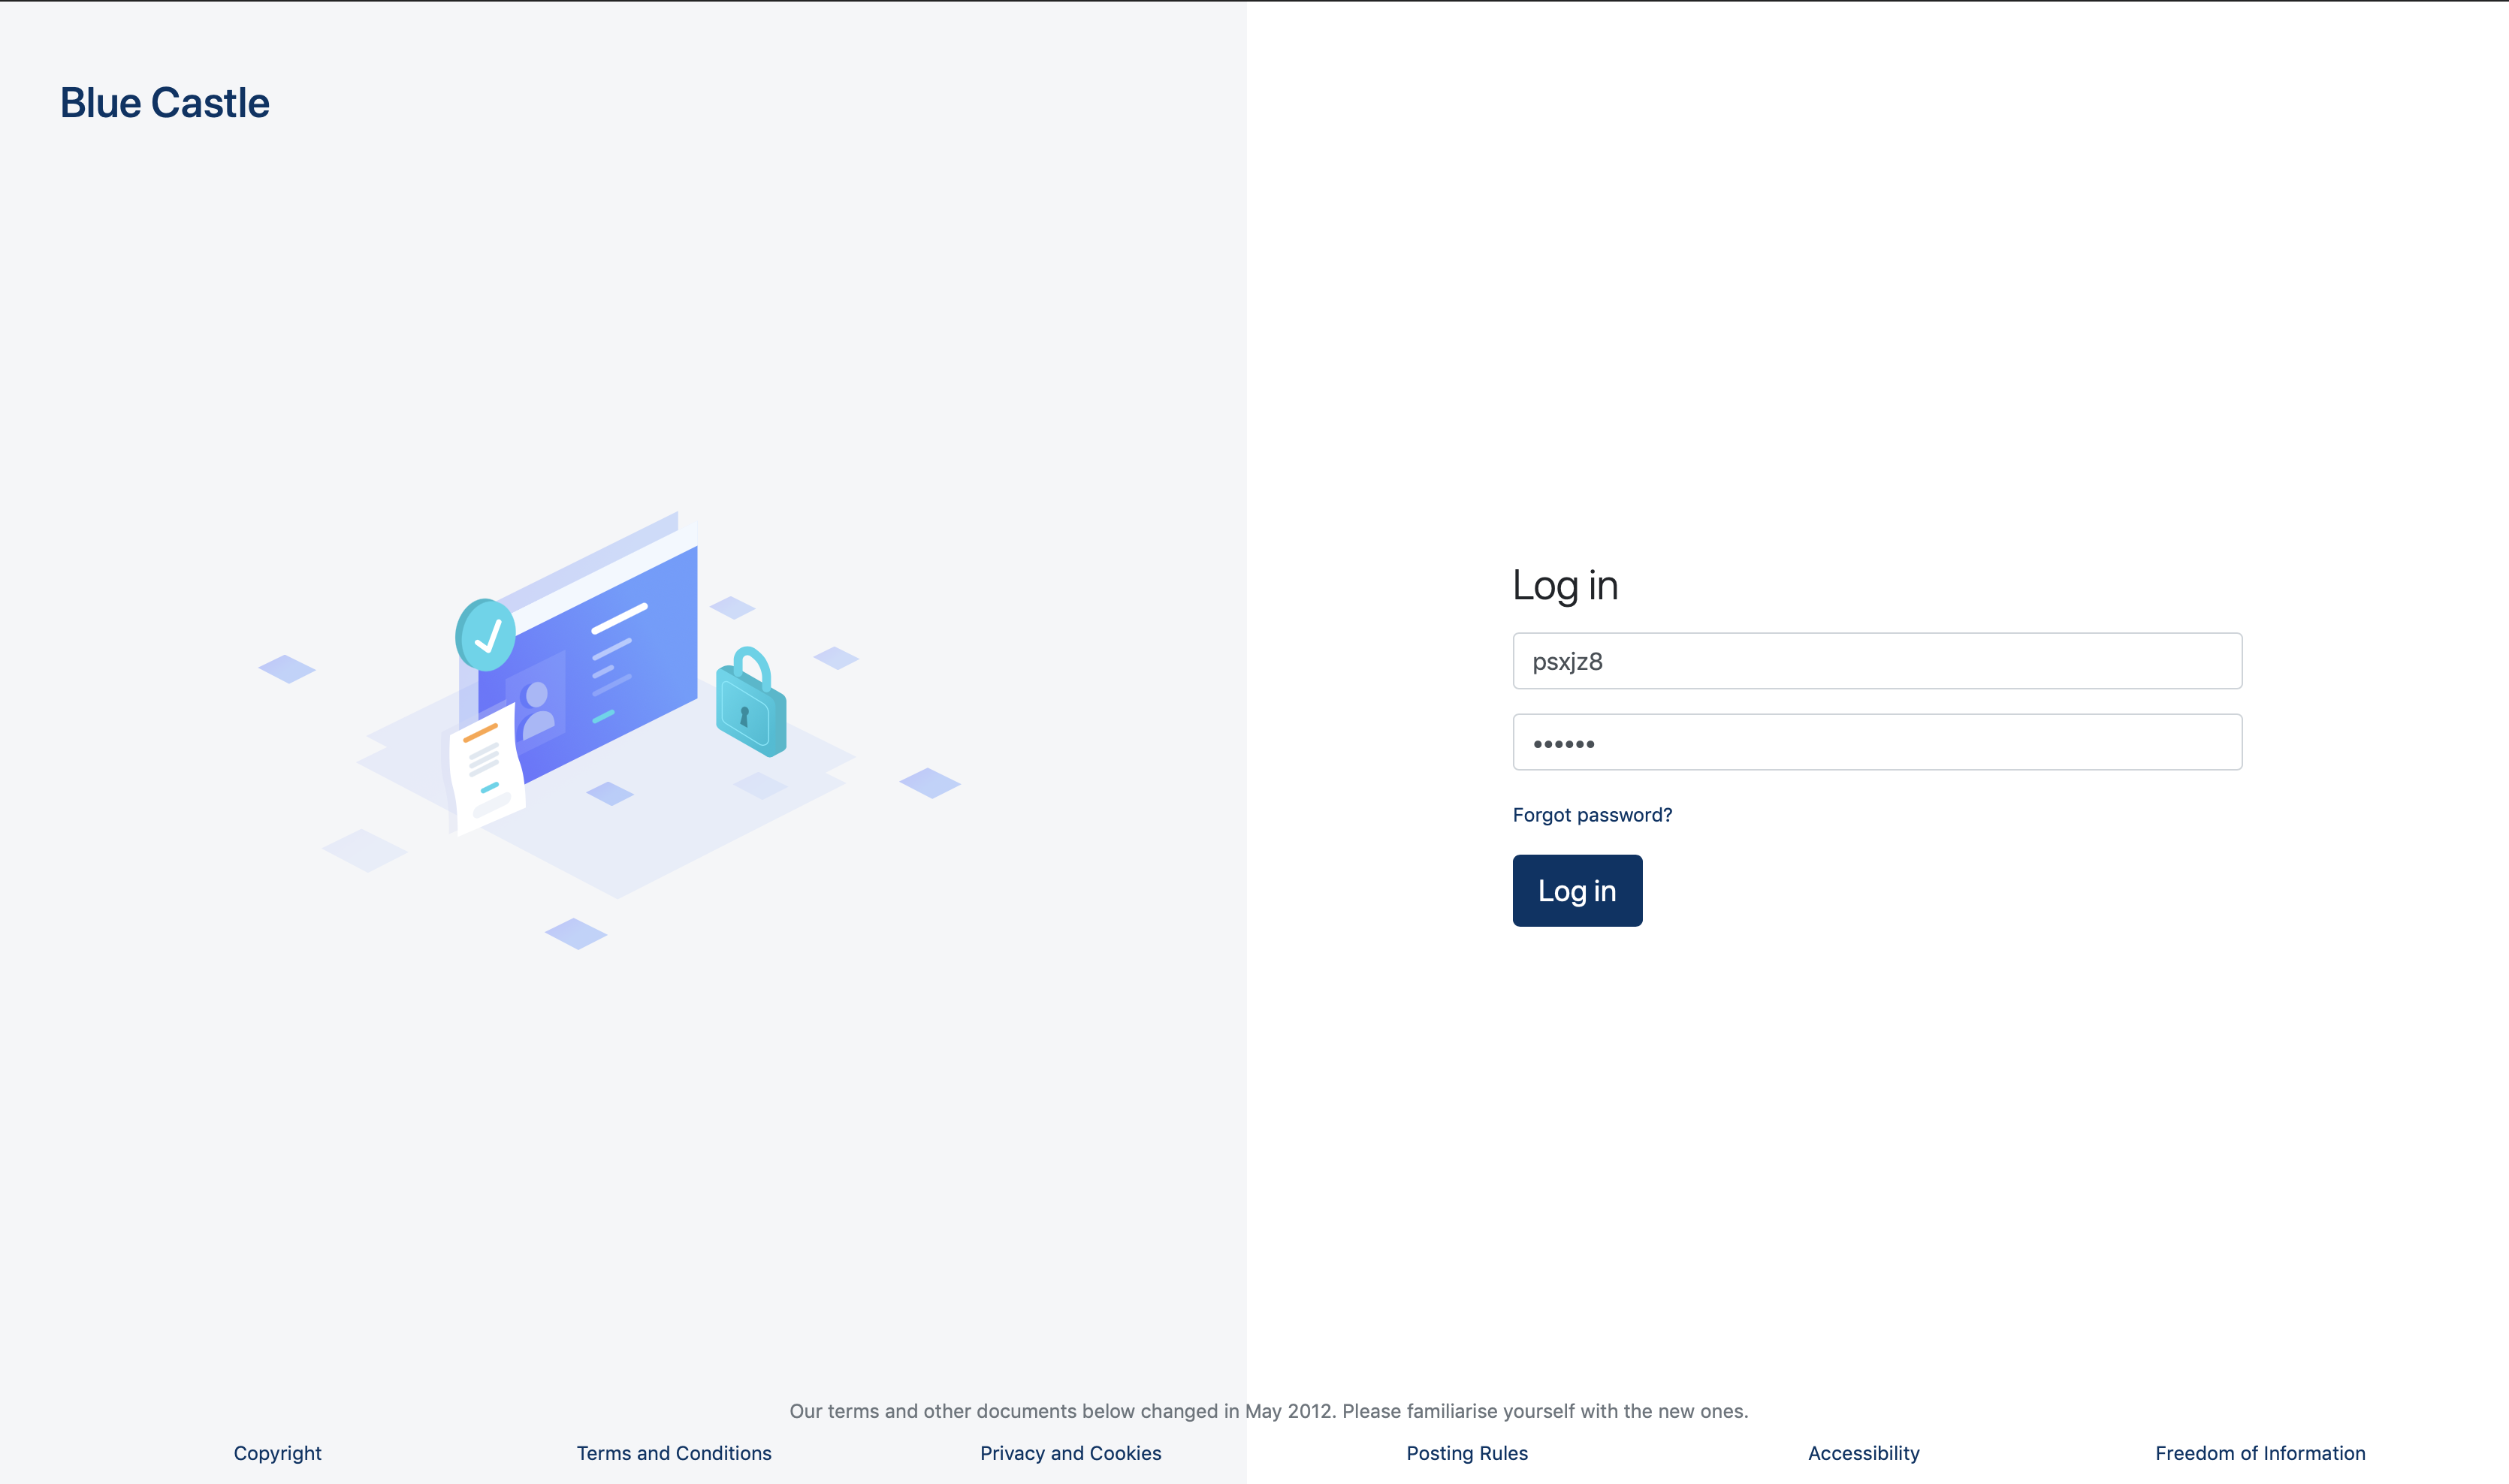 Blue Castle
Log in
psxjz8
••••••
Forgot password?
Log in
Our terms and other documents below changed in May 2012. Please familiarise yourself with the new ones.
Copyright Terms and Conditions Privacy and Cookies Posting Rules Accessibility Freedom of Information